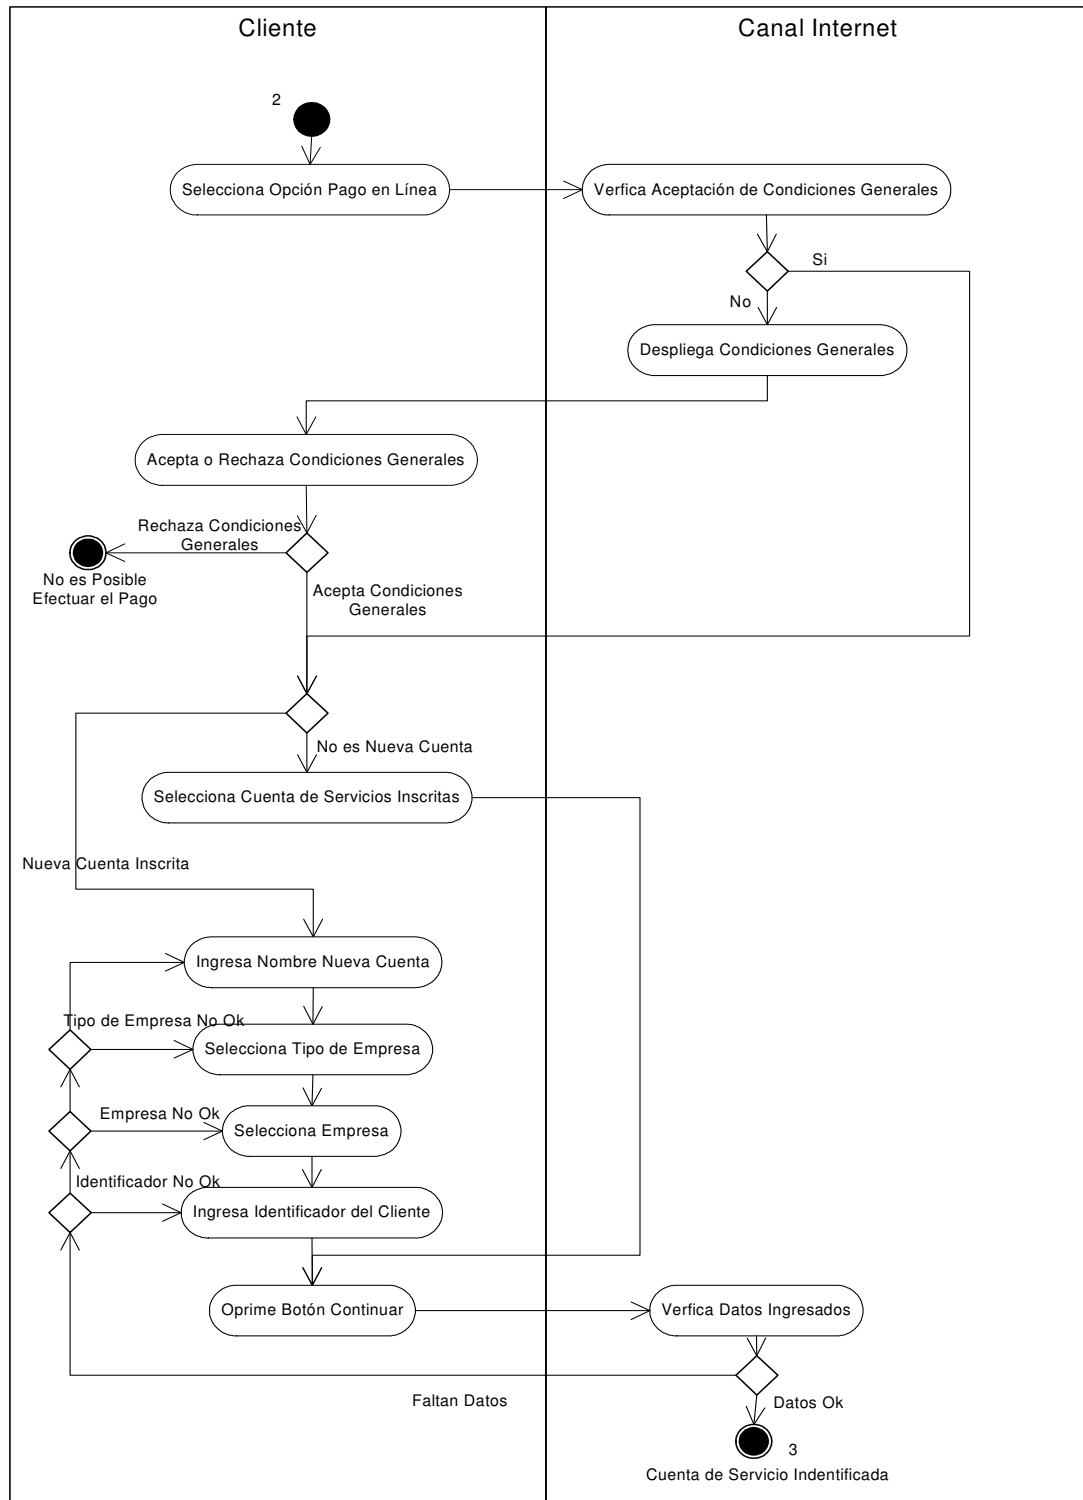 Cliente
Canal Internet
2
Selecciona Opción Pago en Línea
Verfica Aceptación de Condiciones Generales
Si
No
Despliega Condiciones Generales
Acepta o Rechaza Condiciones Generales
Rechaza Condiciones
Generales
No es Posible
Efectuar el Pago
Acepta Condiciones
Generales
No es Nueva Cuenta
Selecciona Cuenta de Servicios Inscritas
Nueva Cuenta Inscrita
Ingresa Nombre Nueva Cuenta
Tipo de Empresa No Ok
Selecciona Tipo de Empresa
Empresa No Ok
Selecciona Empresa
Identificador No Ok
Ingresa Identificador del Cliente
Oprime Botón Continuar
Verfica Datos Ingresados
Faltan Datos
Datos Ok
3
Cuenta de Servicio Indentificada